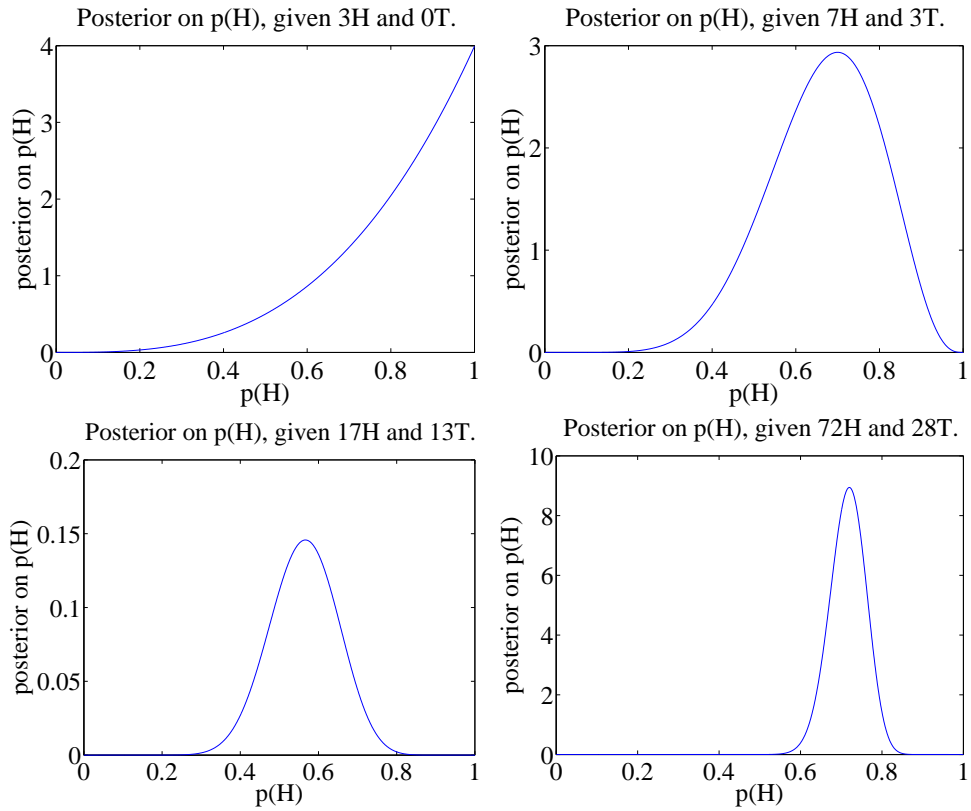 Posterior on p(H), given 3H and 0T.
4
3
2
1
0
posterior on p(H)
0 0.2 0.4 0.6 0.8 1
p(H)
Posterior on p(H), given 7H and 3T.
3
2
1
0
posterior on p(H)
0 0.2 0.4 0.6 0.8 1
p(H)
Posterior on p(H), given 17H and 13T.
0.2
0.15
0.1
0.05
0
posterior on p(H)
0 0.2 0.4 0.6 0.8 1
p(H)
Posterior on p(H), given 72H and 28T.
10
8
6
4
2
0
posterior on p(H)
0 0.2 0.4 0.6 0.8 1
p(H)